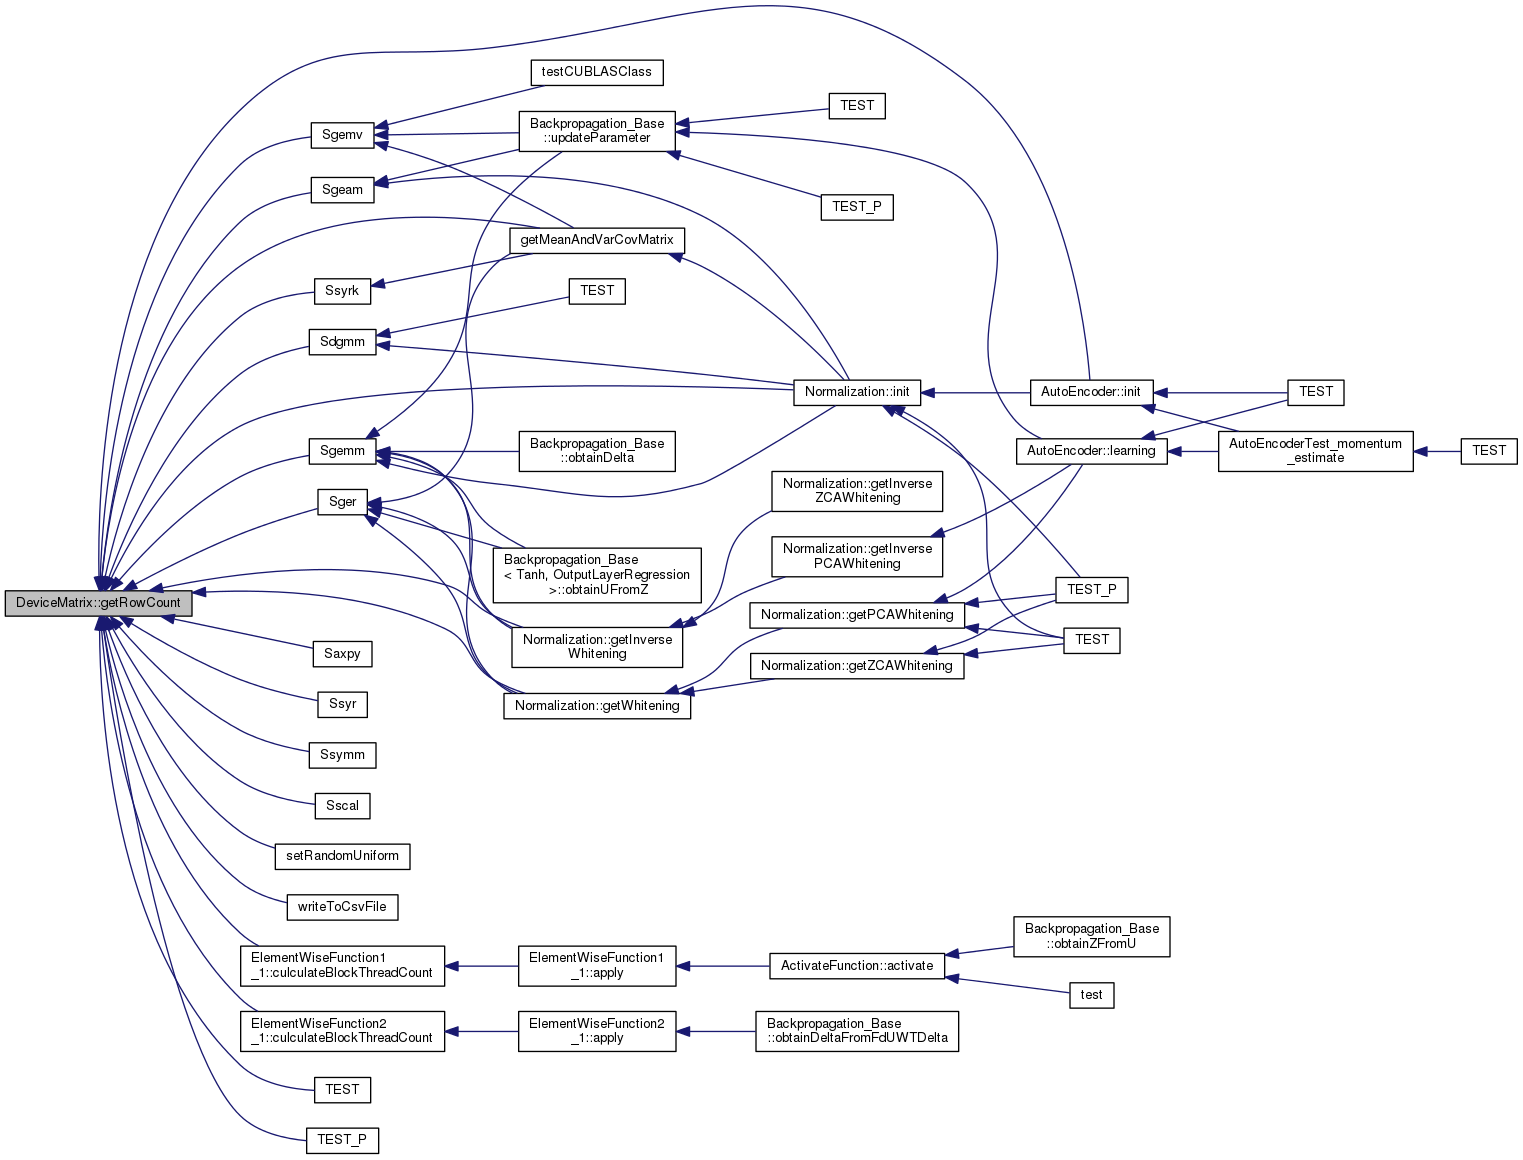 testCUBLASClass
TEST
Backpropagation_Base
::updateParameter
Sgemv
Sgeam
TEST_P
getMeanAndVarCovMatrix
Ssyrk
TEST
Sdgmm
Normalization::init
AutoEncoder::init
TEST
Sgemm
Backpropagation_Base
::obtainDelta
AutoEncoder::learning
AutoEncoderTest_momentum
_estimate
TEST
Normalization::getInverse
ZCAWhitening
Sger
Normalization::getInverse
PCAWhitening
Backpropagation_Base
< Tanh, OutputLayerRegression
>::obtainUFromZ
DeviceMatrix::getRowCount
TEST_P
Normalization::getPCAWhitening
Normalization::getInverse
Whitening
TEST
Saxpy
Normalization::getZCAWhitening
Ssyr
Normalization::getWhitening
Ssymm
Sscal
setRandomUniform
writeToCsvFile
ElementWiseFunction1
_1::culculateBlockThreadCount
ElementWiseFunction1
_1::apply
ActivateFunction::activate
Backpropagation_Base
::obtainZFromU
test
ElementWiseFunction2
_1::culculateBlockThreadCount
ElementWiseFunction2
_1::apply
Backpropagation_Base
::obtainDeltaFromFdUWTDelta
TEST
TEST_P